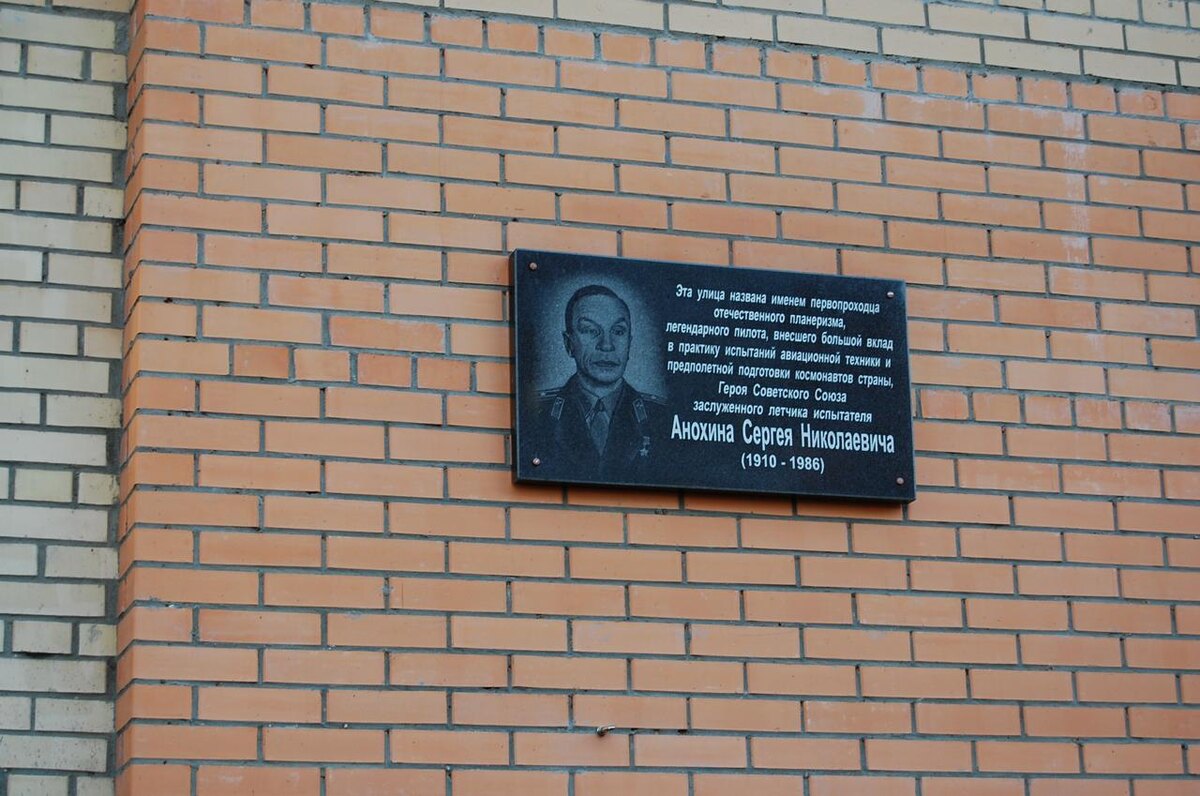 Эта улица названа именем первопроходца
отечественного планеризма,
легендарного пилота, внесшего большой вклад
в практику испытаний авиационной техники и
предполетной подготовки космонавтов страны,
Героя Советского Союза
заслуженного летчика испытателя
Анохина Сергея Николаевича
(1910 - 1986)